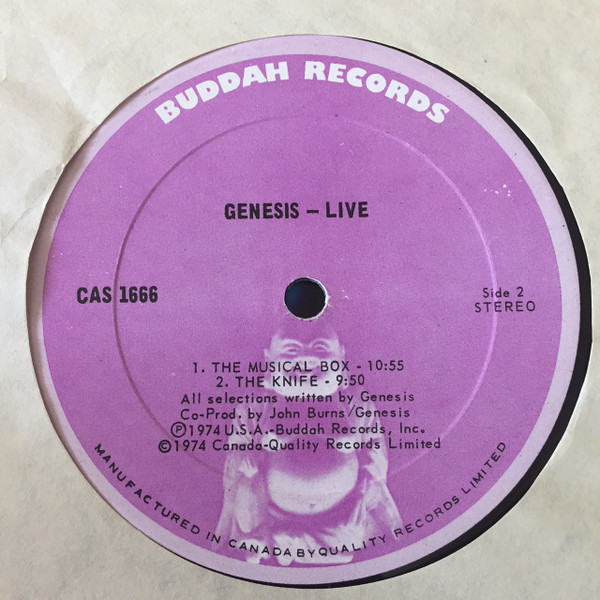 BUDDAH RECORDS
GENESIS – LIVE
CAS 1666
Side 2
STEREO
1. THE MUSICAL BOX - 10:55
2. THE KNIFE - 9:50
All selections written by Genesis
Co-Prod. by John Burns/Genesis
Ⓟ1974 U.S.A.-Buddah Records, Inc.
©1974 Canada-Quality Records Limited
MANUFACTURED IN CANADA BY QUALITY RECORDS LIMITED